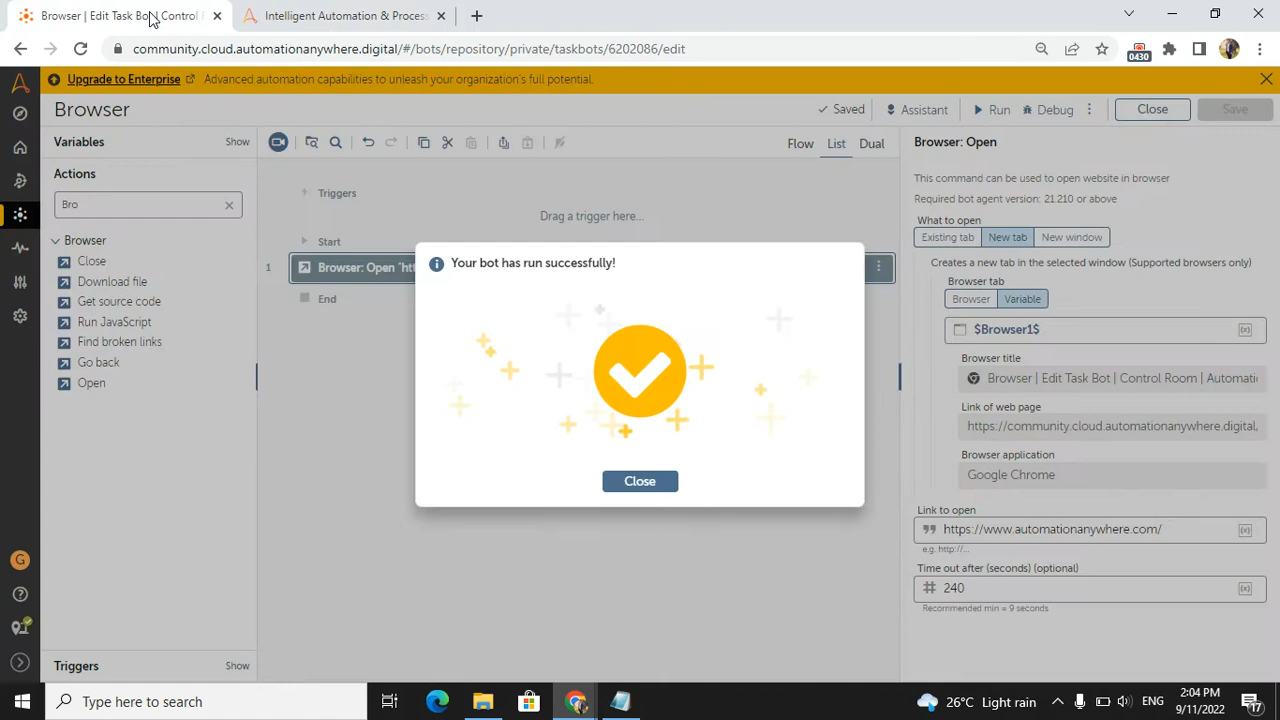 Browser | Edit Task Bot | Control R
Intelligent Automation & Process
community.cloud.automationanywhere.digital/#/bots/repository/private/taskbots/6202086/edit
0430
Upgrade to Enterprise
Advanced automation capabilities to unleash your organization's full potential.
Browser
Saved
Assistant
Run
Debug
Close
Save
Variables
Show
Flow
List
Dual
Browser: Open
Actions
Bro
Browser
Close
Download file
Get source code
Run JavaScript
Find broken links
Go back
Open
Triggers
Show
Triggers
Drag a trigger here...
Start
1
Browser: Open "htt
End
Your bot has run successfully!
Close
This command can be used to open website in browser
Required bot agent version: 21.210 or above
What to open
Existing tab
New tab
New window
Creates a new tab in the selected window (Supported browsers only)
Browser tab
Browser
Variable
$Browser1$
(x)
Browser title
Browser | Edit Task Bot | Control Room | Automati
Link of web page
https://community.cloud.automationanywhere.digital/
Browser application
Google Chrome
Link to open
https://www.automationanywhere.com/
(x)
e.g. http://...
Time out after (seconds) (optional)
240
(x)
Recommended min = 9 seconds
G
Type here to search
26°C Light rain
ENG
2:04 PM
9/11/2022
17